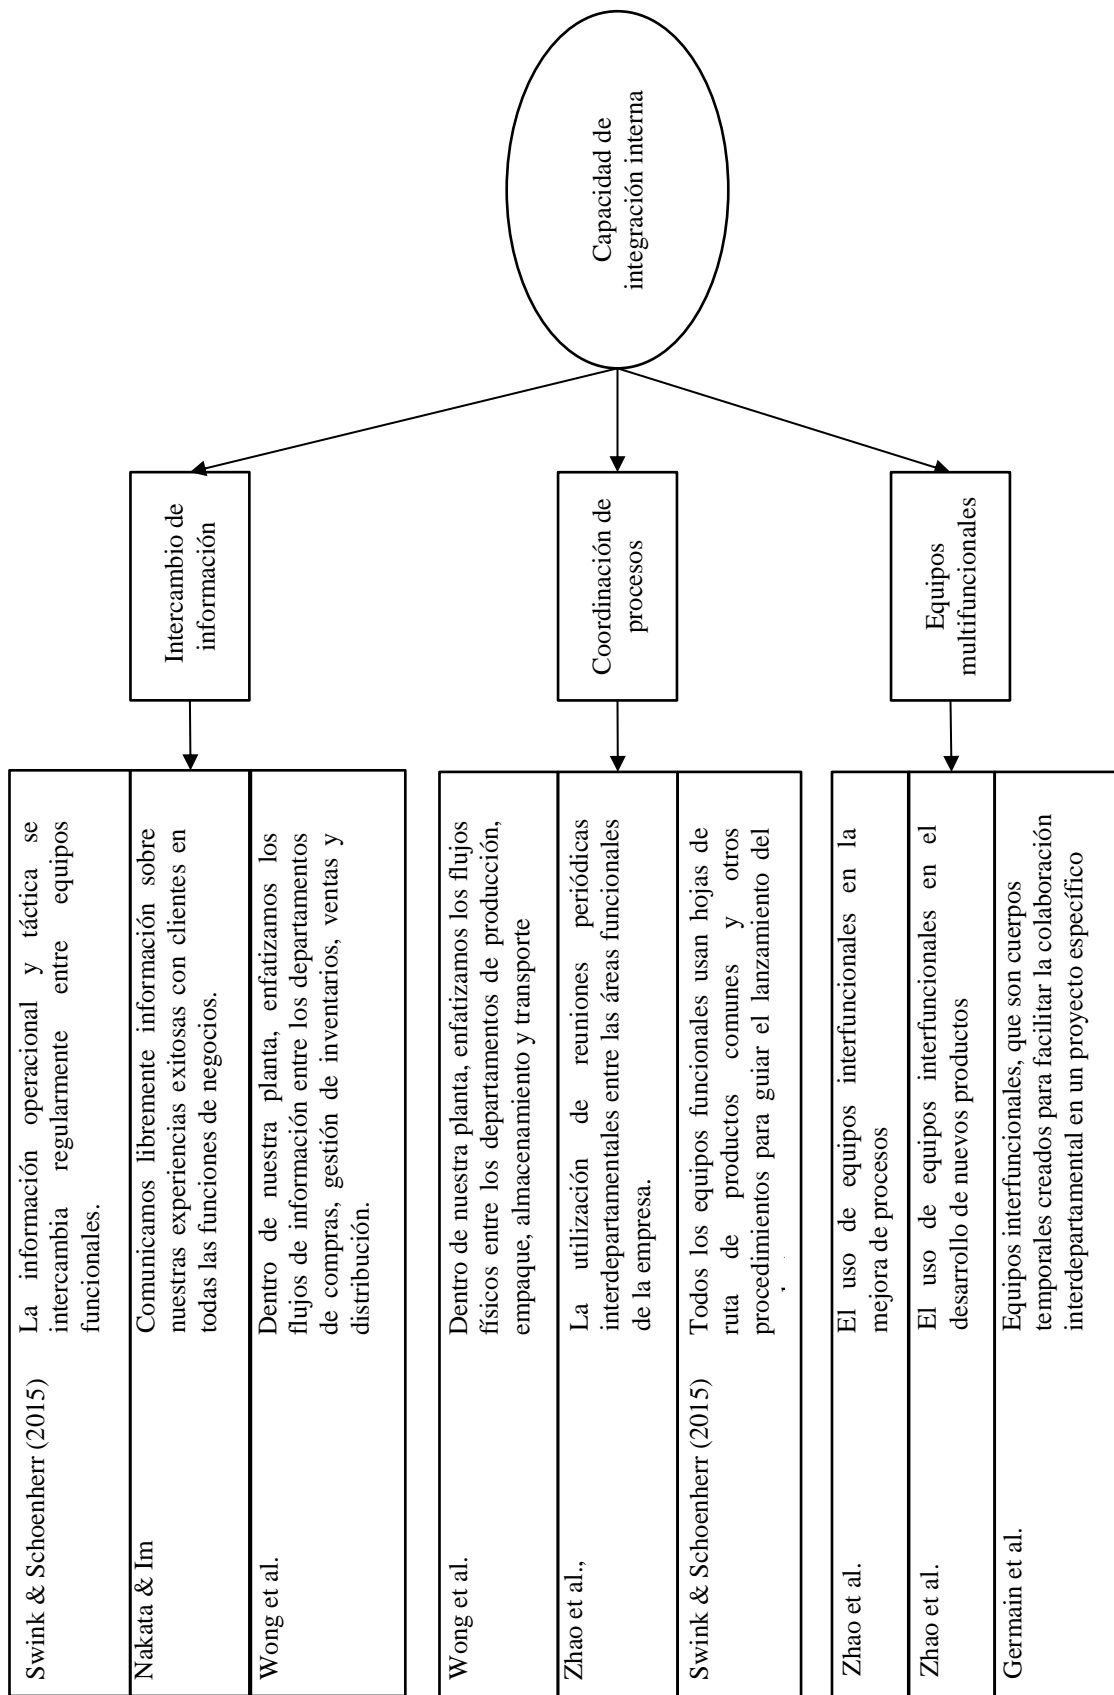 Capacidad de
integración interna
Intercambio de
información
Coordinación de
procesos
Equipos
multifuncionales
La información operacional y táctica se
intercambia regularmente entre equipos
funcionales.
Swink & Schoenherr (2015)
Comunicamos libremente información sobre
nuestras experiencias exitosas con clientes en
todas las funciones de negocios.
Nakata & Im
Dentro de nuestra planta, enfatizamos los
flujos de información entre los departamentos
de compras, gestión de inventarios, ventas y
distribución.
Wong et al.
Dentro de nuestra planta, enfatizamos los flujos
físicos entre los departamentos de producción,
empaque, almacenamiento y transporte
Wong et al.
La utilización de reuniones periódicas
interdepartamentales entre las áreas funcionales
de la empresa.
Zhao et al.,
Todos los equipos funcionales usan hojas de
ruta de productos comunes y otros
procedimientos para guiar el lanzamiento del
Swink & Schoenherr (2015)
El uso de equipos interfuncionales en la
mejora de procesos
Zhao et al.
El uso de equipos interfuncionales en el
desarrollo de nuevos productos
Zhao et al.
Equipos interfuncionales, que son cuerpos
temporales creados para facilitar la colaboración
interdepartamental en un proyecto específico
Germain et al.